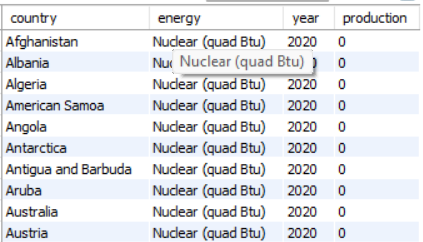 country energy year production
Afghanistan Nuclear (quad Btu) 2020 0
Albania Nuclear (quad Btu) 0
Algeria Nuclear (quad Btu) 2020 0
American Samoa Nuclear (quad Btu) 2020 0
Angola Nuclear (quad Btu) 2020 0
Antarctica Nuclear (quad Btu) 2020 0
Antigua and Barbuda Nuclear (quad Btu) 2020 0
Aruba Nuclear (quad Btu) 2020 0
Australia Nuclear (quad Btu) 2020 0
Austria Nuclear (quad Btu) 2020 0